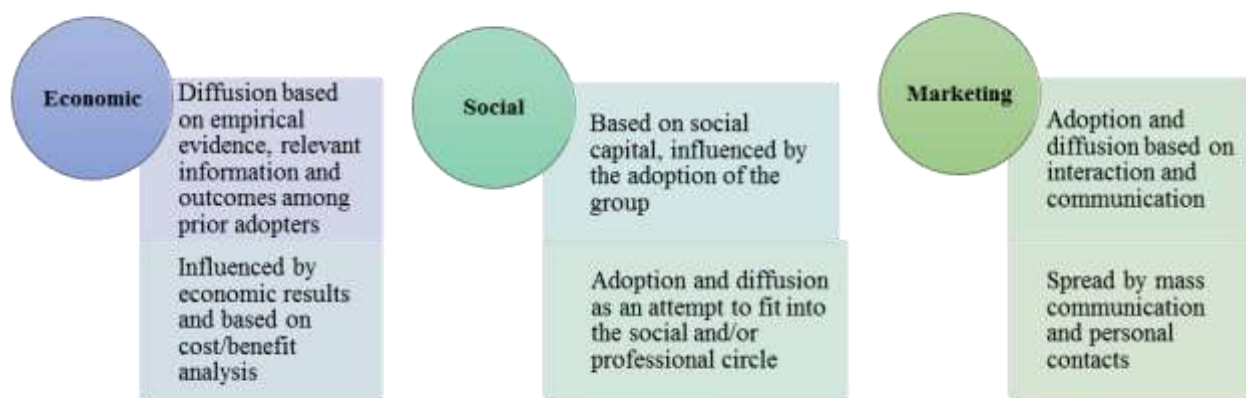 Economic
Diffusion based
on empirical
evidence, relevant
information and
outcomes among
prior adopters
Influenced by
economic results
and based on
cost/benefit
analysis
Social
Based on social
capital, influenced by
the adoption of the
group
Adoption and diffusion
as an attempt to fit into
the social and/or
professional circle
Marketing
Adoption and
diffusion based on
interaction and
communication
Spread by mass
communication
and personal
contacts